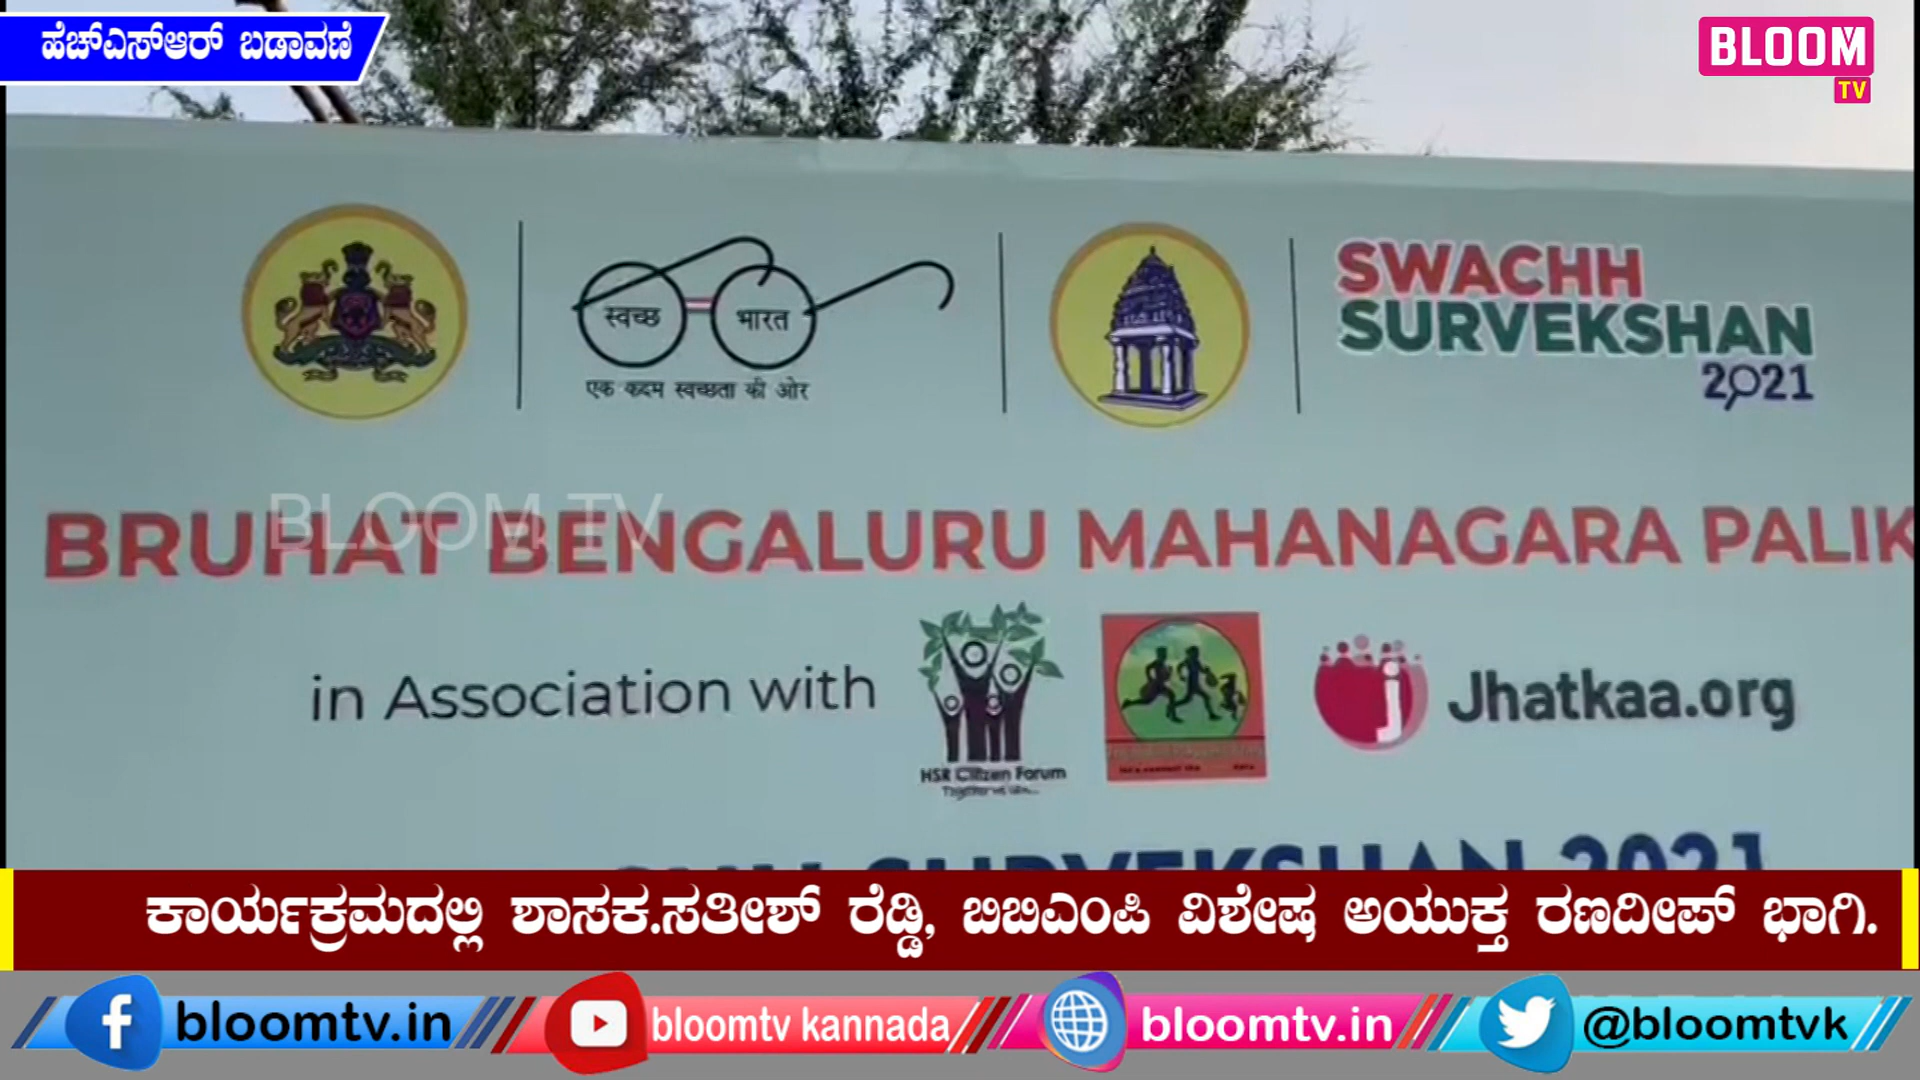 ಹೆಚ್ಎಸ್ಆರ್ ಬಡಾವಣೆ
BLOOM
TV
स्वच्छ भारत
एक कदम स्वच्छता की ओर
SWACHH
SURVEKSHAN
2021
BLOOM TV
BRUHAT BENGALURU MAHANAGARA PALIK
in Association with
HSR Citizen Forum
Jhatkaa.org
SURVEKSHAN 2021
ಕಾರ್ಯಕ್ರಮದಲ್ಲಿ ಶಾಸಕ.ಸತೀಶ್ ರೆಡ್ಡಿ, ಬಿಬಿಎಂಪಿ ವಿಶೇಷ ಅಯುಕ್ತ ರಣದೀಪ್ ಭಾಗಿ.
bloomtv.in bloomtv kannada bloomtv.in @bloomtvk